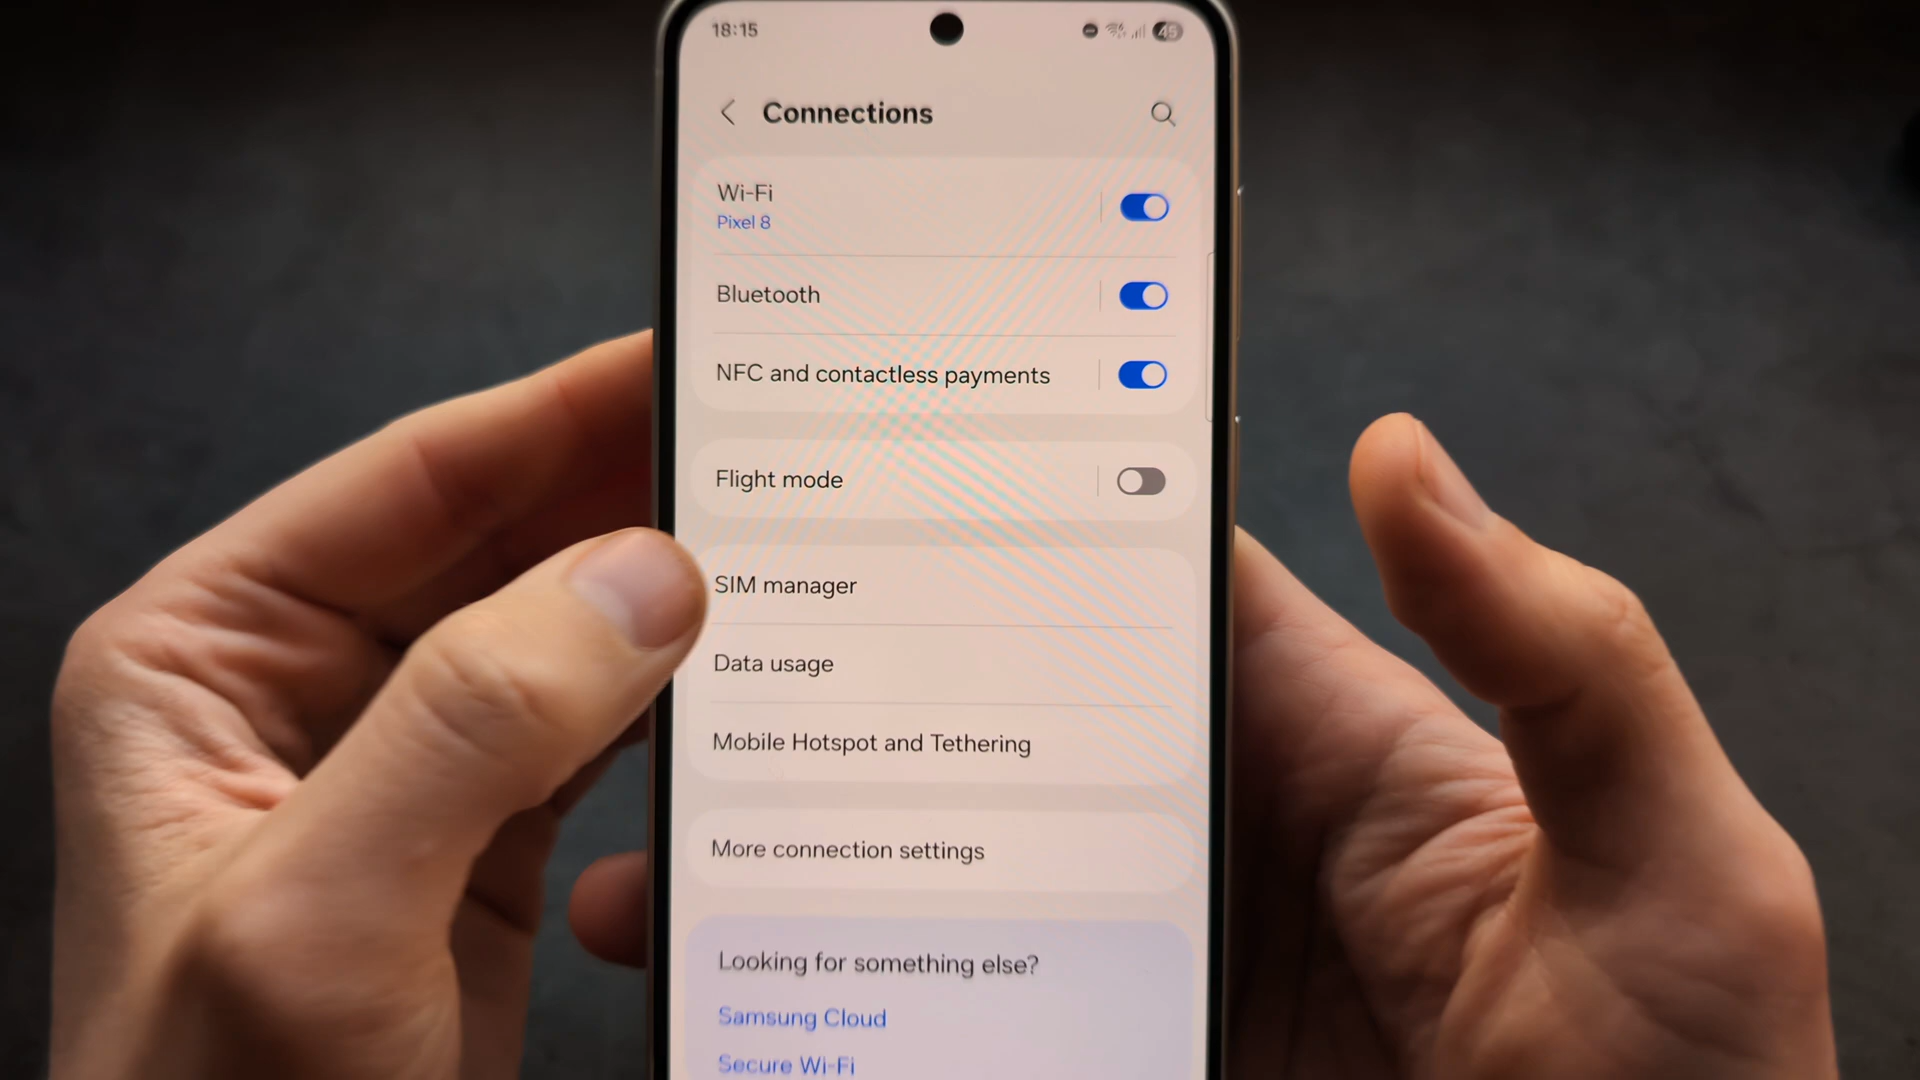 18:15
45
Connections
Wi-Fi
Pixel 8
Bluetooth
NFC and contactless payments
Flight mode
SIM manager
Data usage
Mobile Hotspot and Tethering
More connection settings
Looking for something else?
Samsung Cloud
Secure Wi-Fi